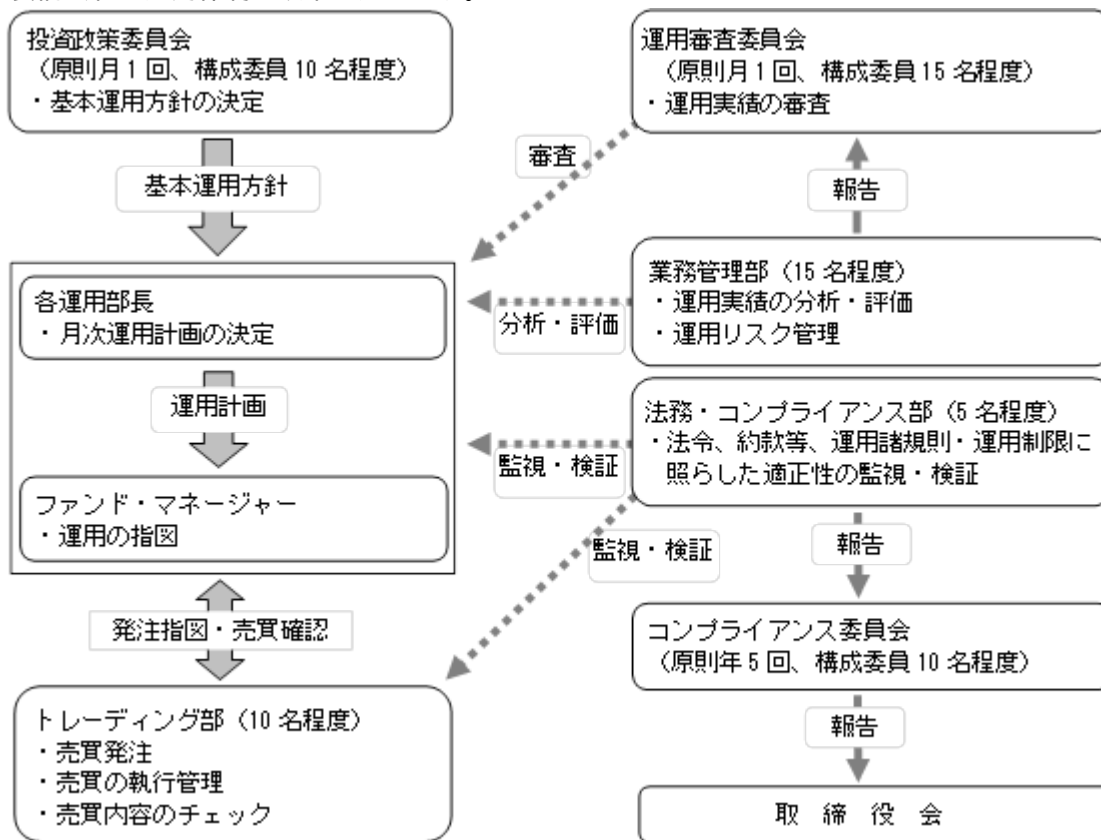 投資政策委員会
（原則月1回、構成委員10名程度）
・基本運用方針の決定
基本運用方針
各運用部長
・月次運用計画の決定
運用計画
ファンド・マネージャー
・運用の指図
発注指図・売買確認
トレーディング部（10名程度）
・売買発注
・売買の執行管理
・売買内容のチェック
運用審査委員会
（原則月1回、構成委員15名程度）
・運用実績の審査
審査
報告
業務管理部（15名程度）
・運用実績の分析・評価
・運用リスク管理
分析・評価
法務・コンプライアンス部（5名程度）
・法令、約款等、運用諸規則・運用制限に
照らした適正性の監視・検証
監視・検証
監視・検証
報告
コンプライアンス委員会
（原則年5回、構成委員10名程度）
報告
取締役会